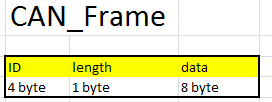 CAN_Frame
ID length data
4 byte 1 byte 8 byte